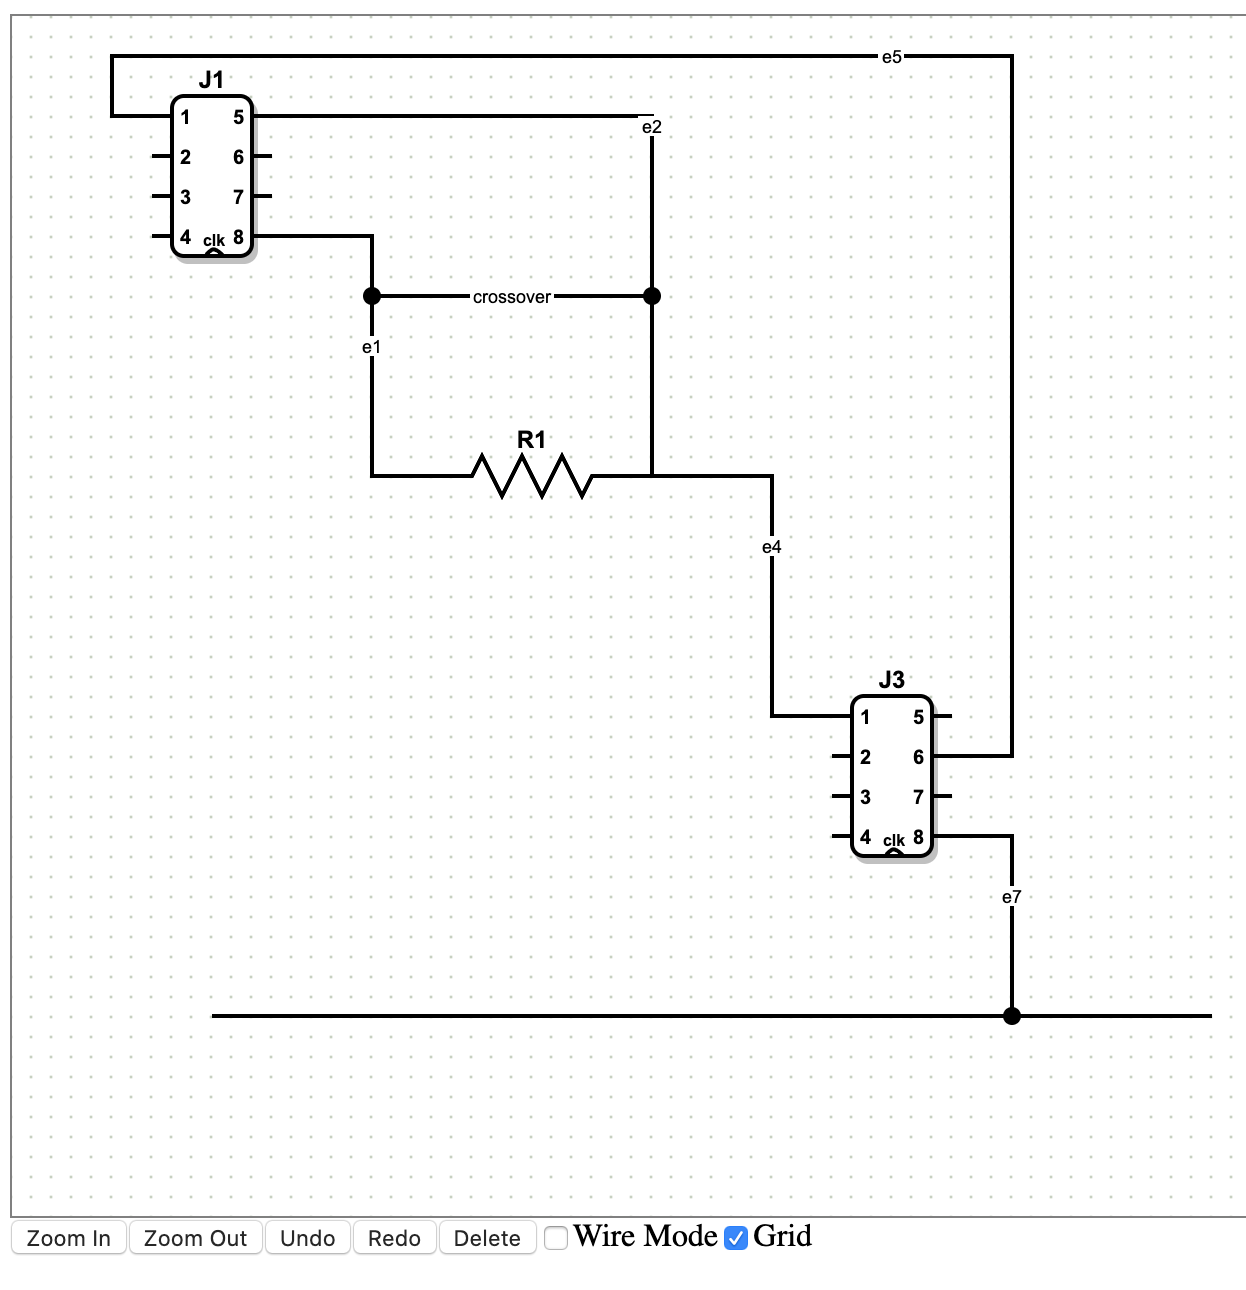 e5
J1
1 5
2 6
3 7
4 clk 8
e2
crossover
e1
R1
e4
J3
1 5
2 6
3 7
4 clk 8
e7
Zoom In Zoom Out Undo Redo Delete Wire Mode Grid